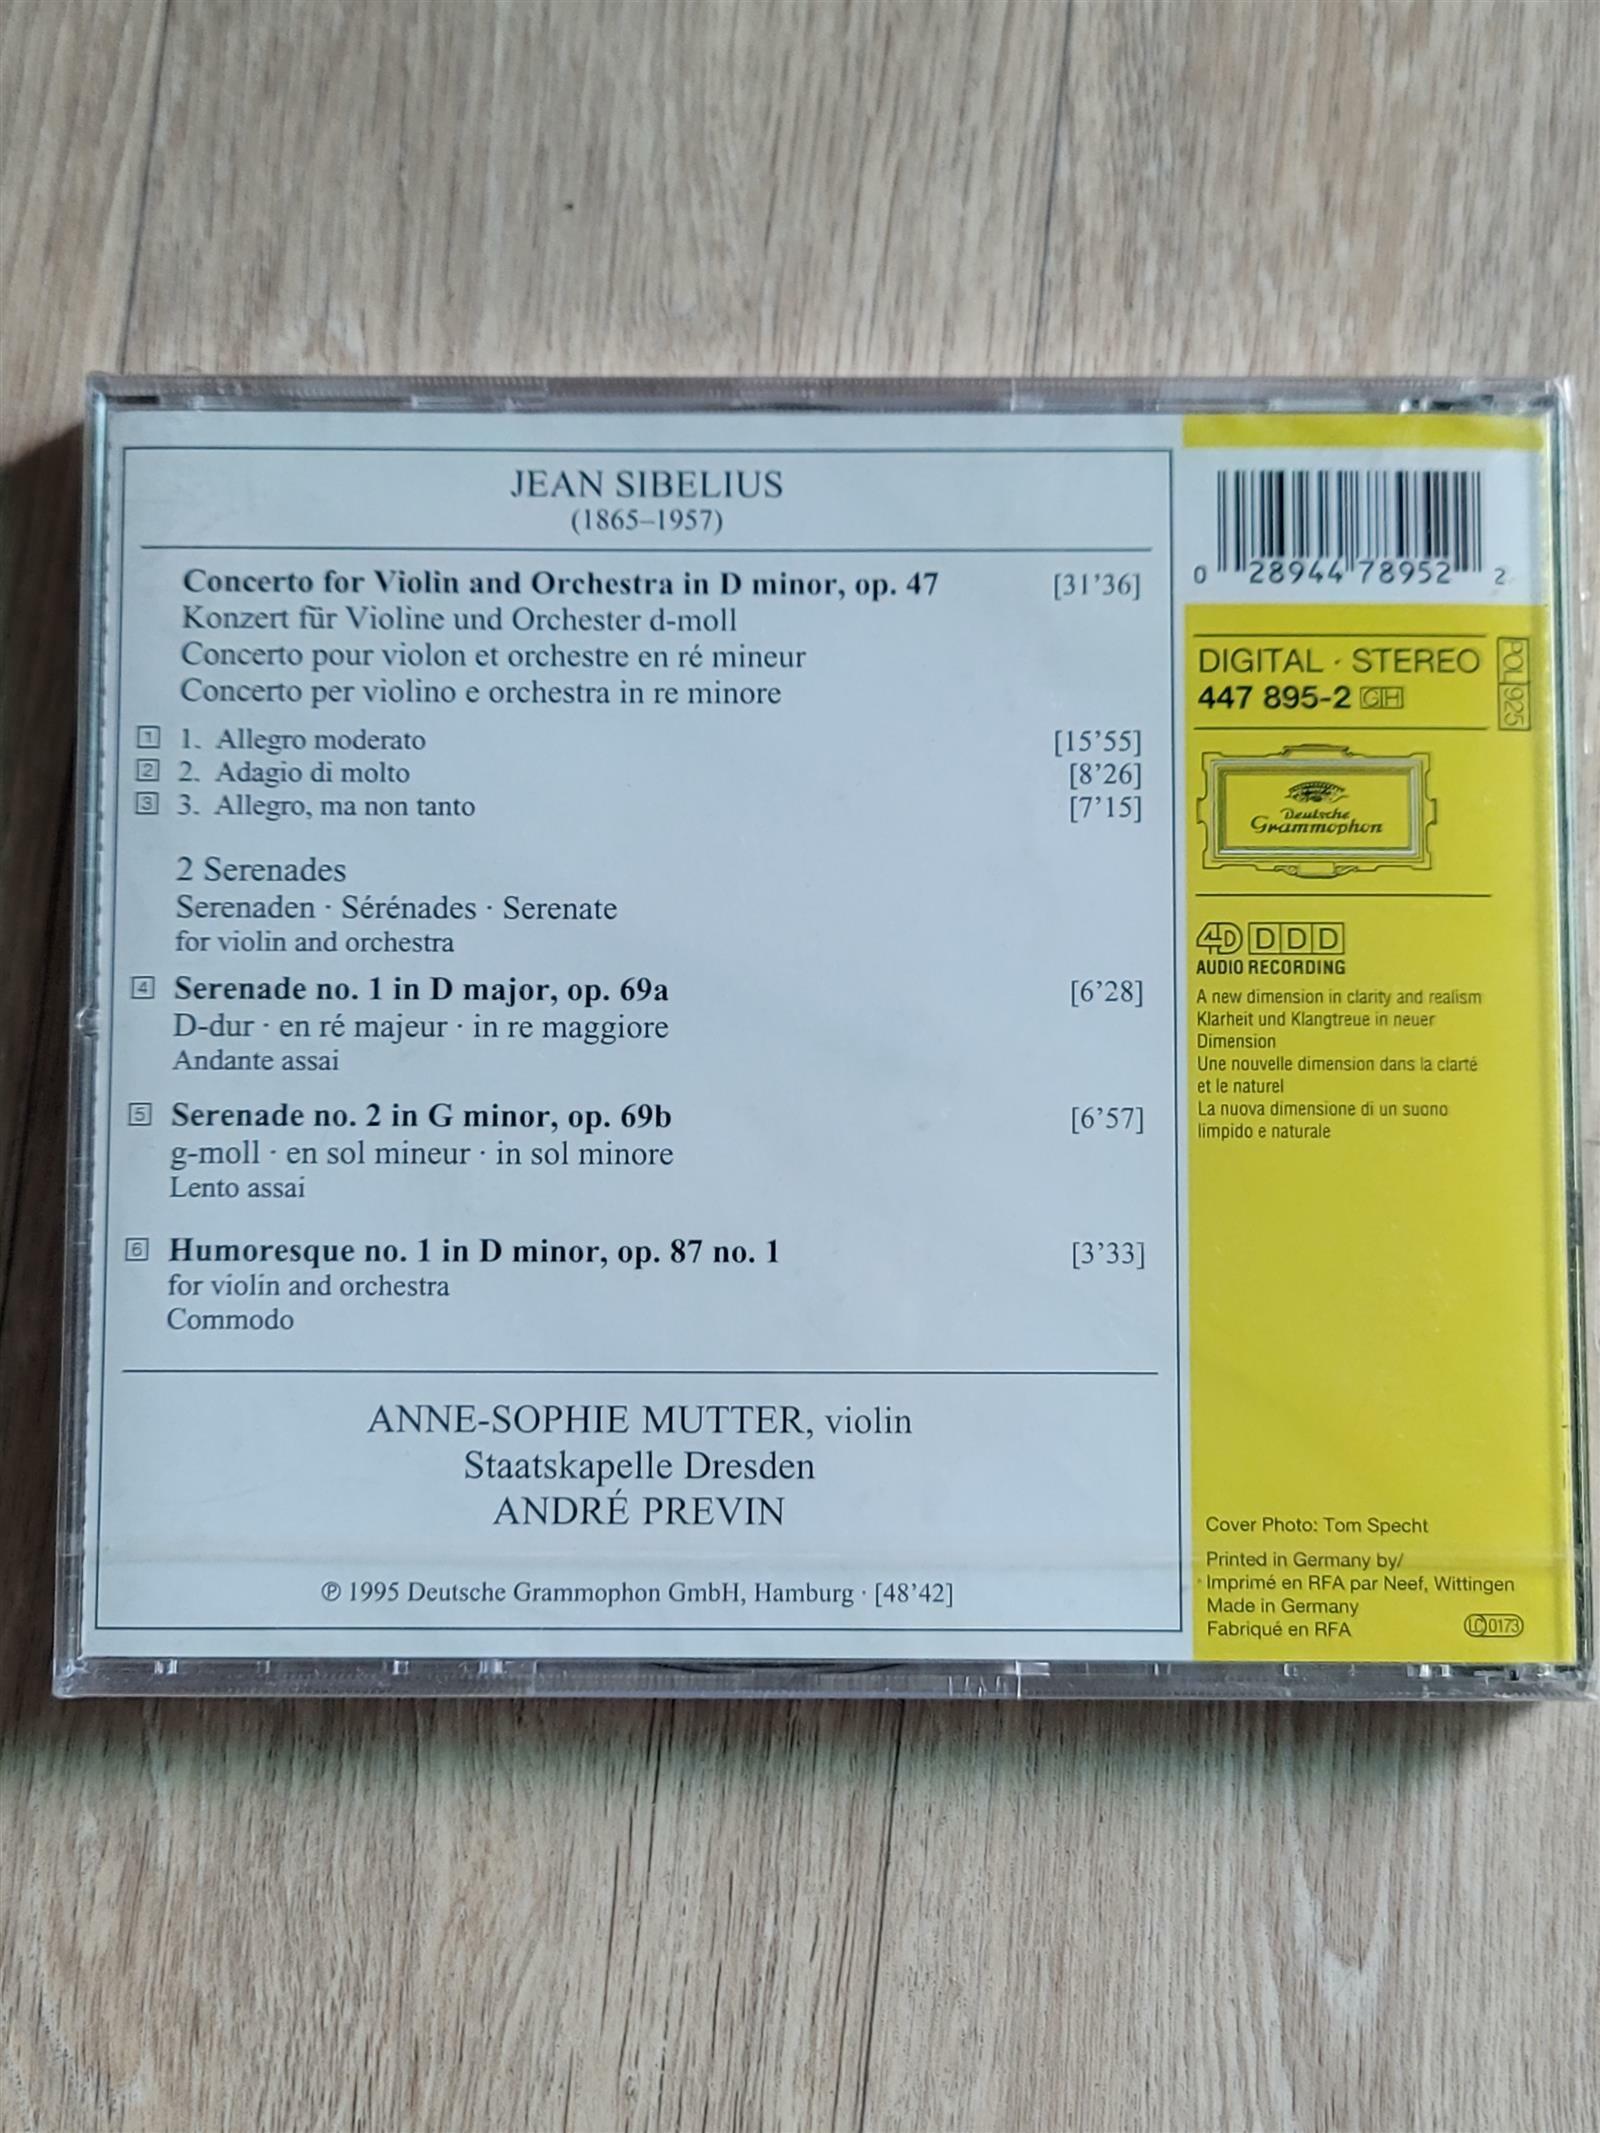 JEAN SIBELIUS
(1865–1957)
Concerto for Violin and Orchestra in D minor, op. 47 [31’36]
Konzert für Violine und Orchester d-moll
Concerto pour violon et orchestre en ré mineur
Concerto per violino e orchestra in re minore
1 1. Allegro moderato [15’55]
2 2. Adagio di molto [8’26]
3 3. Allegro, ma non tanto [7’15]
2 Serenades
Serenaden · Sérénades · Serenate
for violin and orchestra
4 Serenade no. 1 in D major, op. 69a [6’28]
D-dur · en ré majeur · in re maggiore
Andante assai
5 Serenade no. 2 in G minor, op. 69b [6’57]
g-moll · en sol mineur · in sol minore
Lento assai
6 Humoresque no. 1 in D minor, op. 87 no. 1 [3’33]
for violin and orchestra
Commodo
ANNE-SOPHIE MUTTER, violin
Staatskapelle Dresden
ANDRÉ PREVIN
℗ 1995 Deutsche Grammophon GmbH, Hamburg · [48’42]
0 28944 78952 2
DIGITAL · STEREO
447 895-2 GH
POL 925
Deutsche
Grammophon
4D DDD
AUDIO RECORDING
A new dimension in clarity and realism
Klarheit und Klangtreue in neuer
Dimension
Une nouvelle dimension dans la clarté
et le naturel
La nuova dimensione di un suono
limpido e naturale
Cover Photo: Tom Specht
Printed in Germany by/
Imprimé en RFA par Neef, Wittingen
Made in Germany
Fabriqué en RFA
LC 0173